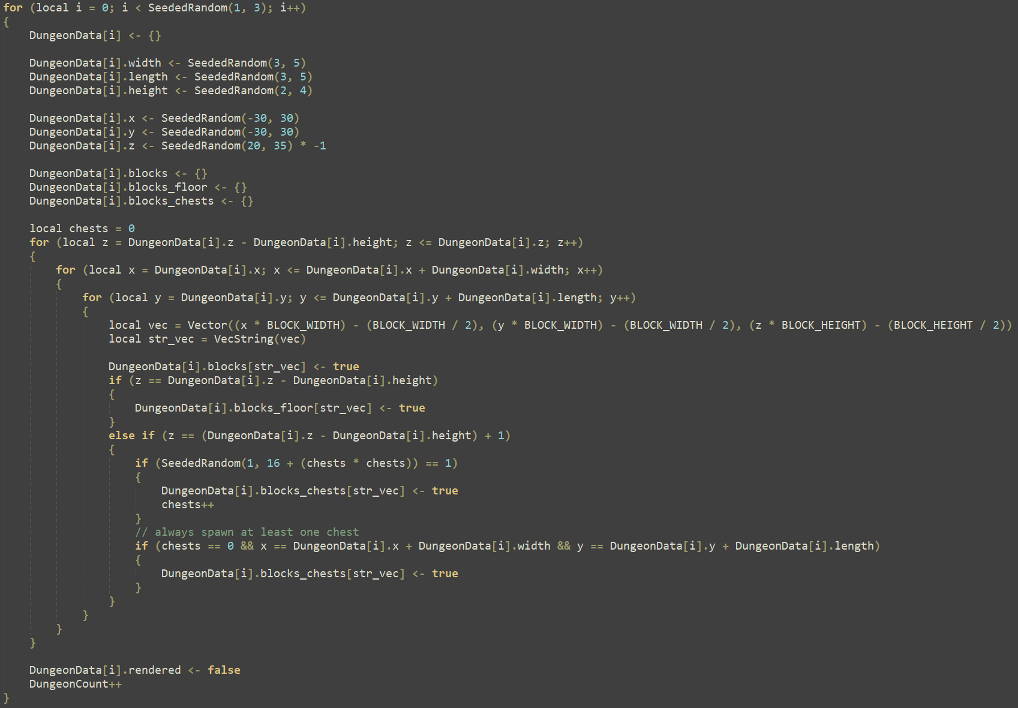 for (local i = 0; i < SeededRandom(1, 3); i++)
{
    DungeonData[i] <- {}

    DungeonData[i].width <- SeededRandom(3, 5)
    DungeonData[i].length <- SeededRandom(3, 5)
    DungeonData[i].height <- SeededRandom(2, 4)

    DungeonData[i].x <- SeededRandom(-30, 30)
    DungeonData[i].y <- SeededRandom(-30, 30)
    DungeonData[i].z <- SeededRandom(20, 35) * -1

    DungeonData[i].blocks <- {}
    DungeonData[i].blocks_floor <- {}
    DungeonData[i].blocks_chests <- {}

    local chests = 0
    for (local z = DungeonData[i].z - DungeonData[i].height; z <= DungeonData[i].z; z++)
    {
        for (local x = DungeonData[i].x; x <= DungeonData[i].x + DungeonData[i].width; x++)
        {
            for (local y = DungeonData[i].y; y <= DungeonData[i].y + DungeonData[i].length; y++)
            {
                local vec = Vector((x * BLOCK_WIDTH) - (BLOCK_WIDTH / 2), (y * BLOCK_WIDTH) - (BLOCK_WIDTH / 2), (z * BLOCK_HEIGHT) - (BLOCK_HEIGHT / 2))
                local str_vec = VecString(vec)

                DungeonData[i].blocks[str_vec] <- true
                if (z == DungeonData[i].z - DungeonData[i].height)
                {
                    DungeonData[i].blocks_floor[str_vec] <- true
                }
                else if (z == (DungeonData[i].z - DungeonData[i].height) + 1)
                {
                    if (SeededRandom(1, 16 + (chests * chests)) == 1)
                    {
                        DungeonData[i].blocks_chests[str_vec] <- true
                        chests++
                    }
                    // always spawn at least one chest
                    if (chests == 0 && x == DungeonData[i].x + DungeonData[i].width && y == DungeonData[i].y + DungeonData[i].length)
                    {
                        DungeonData[i].blocks_chests[str_vec] <- true
                    }
                }
            }
        }
    }

    DungeonData[i].rendered <- false
    DungeonCount++
}